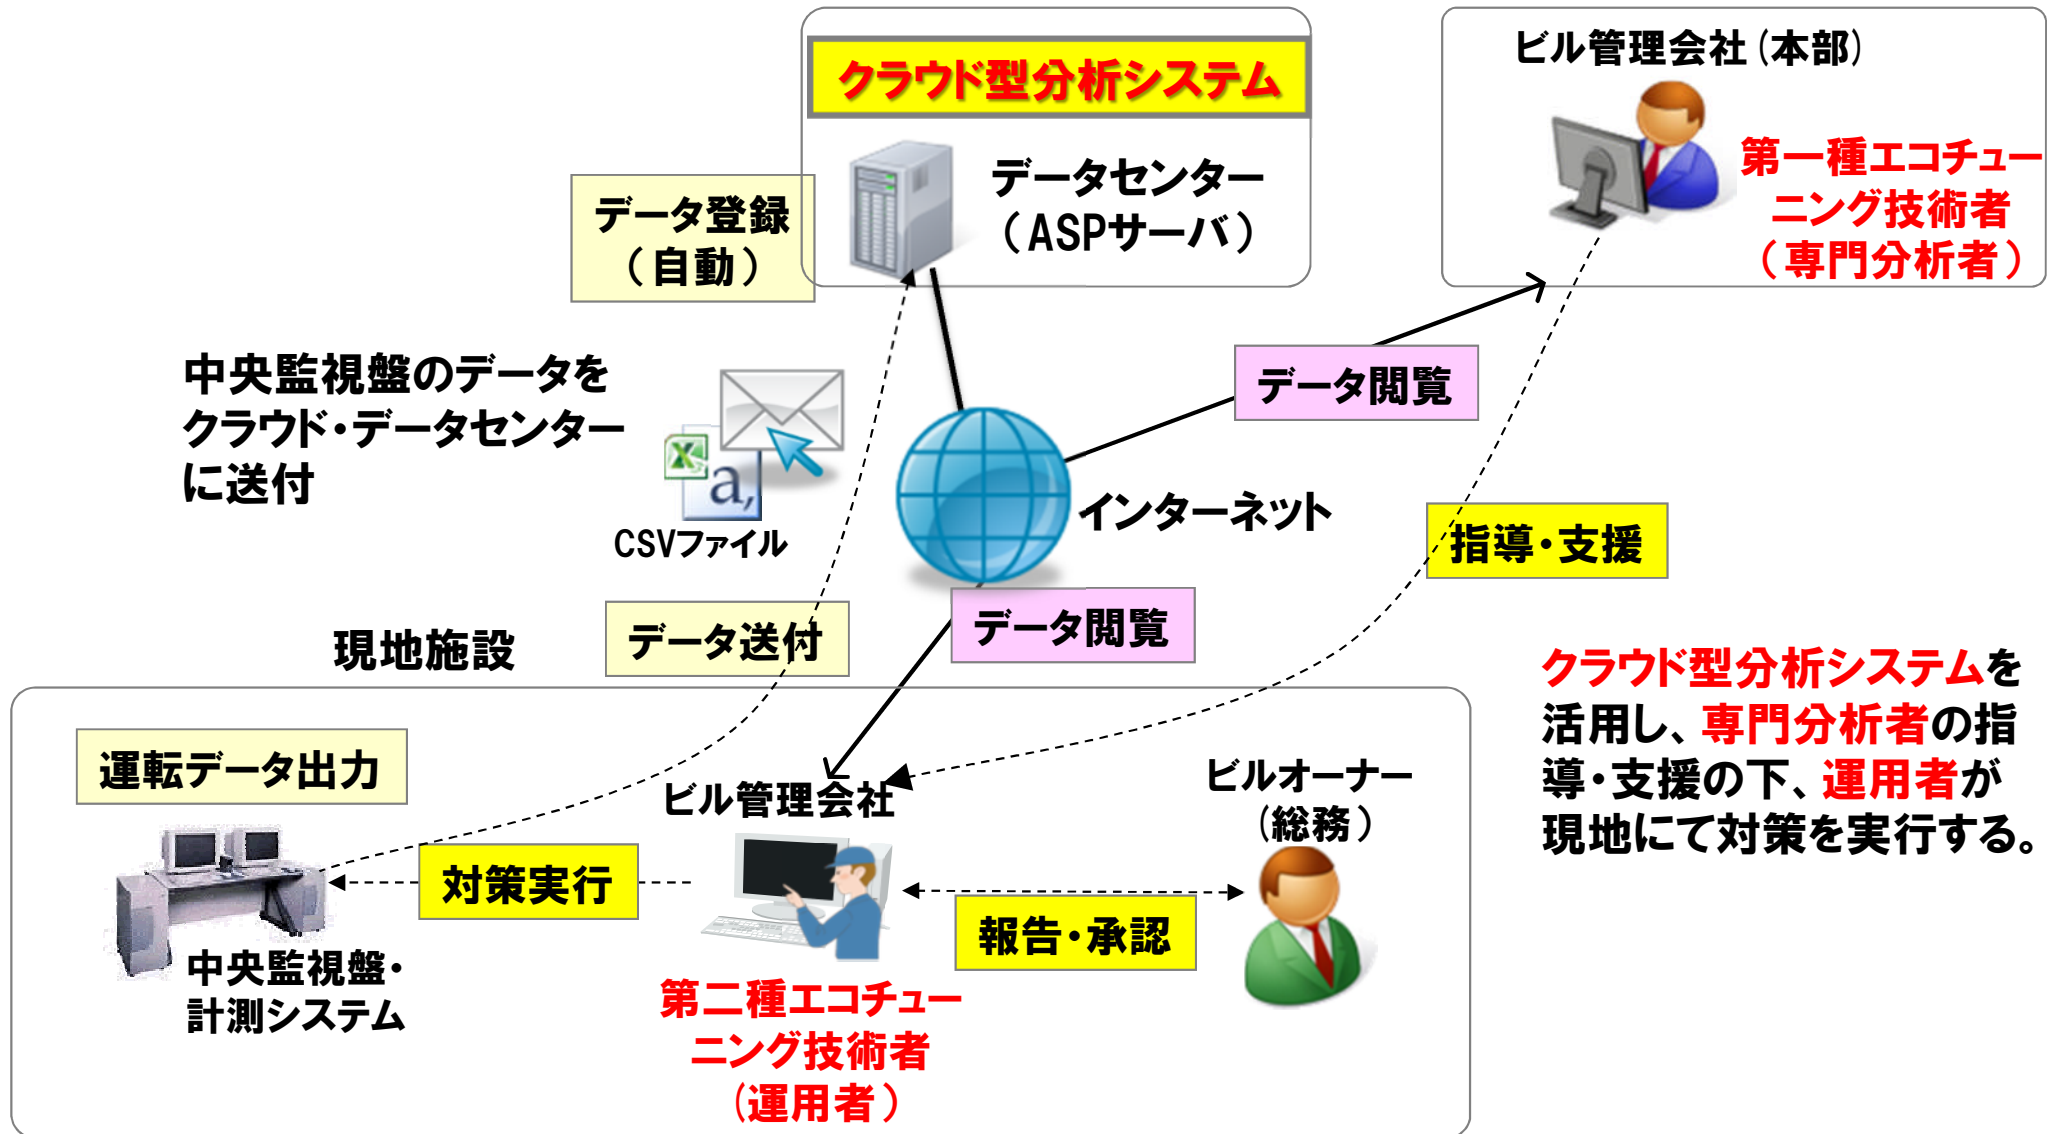 クラウド型分析システム
データセンター
（ASPサーバ）
データ登録
（自動）
ビル管理会社(本部)
第一種エコチュー
ニング技術者
（専門分析者）
中央監視盤のデータを
クラウド・データセンター
に送付
a,
CSVファイル
インターネット
データ閲覧
指導・支援
データ送付
データ閲覧
現地施設
クラウド型分析システムを
活用し、専門分析者の指
導・支援の下、運用者が
現地にて対策を実行する。
運転データ出力
中央監視盤・
計測システム
対策実行
ビル管理会社
第二種エコチュー
ニング技術者
(運用者）
報告・承認
ビルオーナー
(総務）